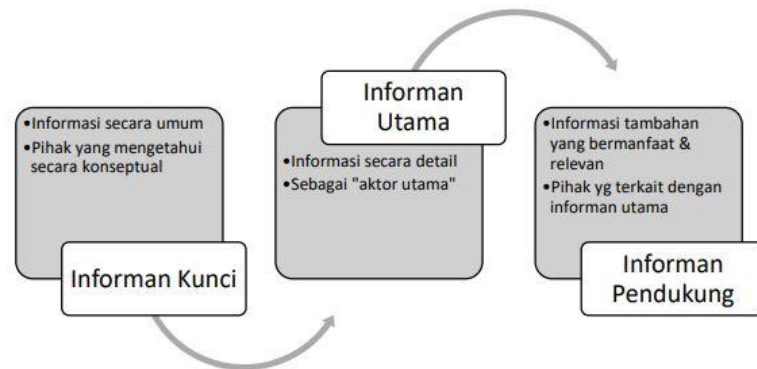 •Informasi secara umum
•Pihak yang mengetahui
secara konseptual
Informan Kunci
Informan
Utama
•Informasi secara detail
•Sebagai "aktor utama"
•Informasi tambahan
yang bermanfaat &
relevan
•Pihak yg terkait dengan
informan utama
Informan
Pendukung